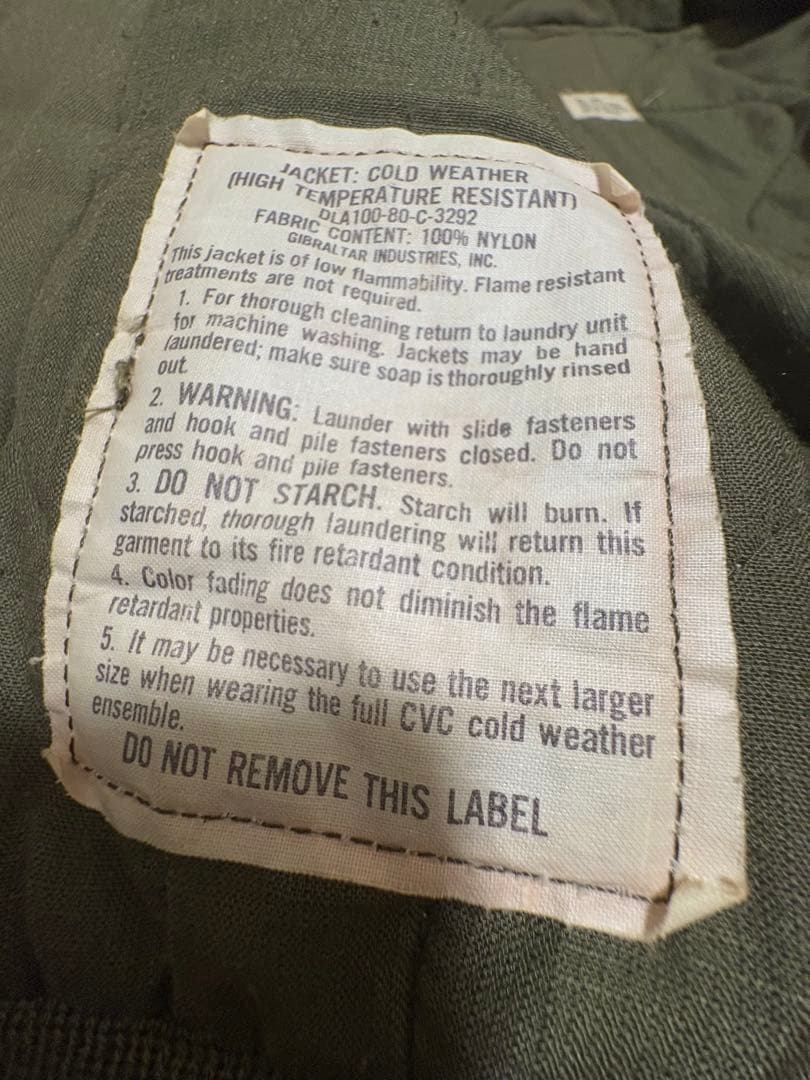 JACKET: COLD WEATHER
(HIGH TEMPERATURE RESISTANT)
DLA100-80-C-3292
FABRIC CONTENT: 100% NYLON
GIBRALTAR INDUSTRIES, INC.
This jacket is of low flammability. Flame resistant
treatments are not required.
1. For thorough cleaning return to laundry unit
for machine washing. Jackets may be hand
laundered; make sure soap is thoroughly rinsed
out.
2. WARNING: Launder with slide fasteners
and hook and pile fasteners closed. Do not
press hook and pile fasteners.
3. DO NOT STARCH. Starch will burn. If
starched, thorough laundering will return this
garment to its fire retardant condition.
4. Color fading does not diminish the flame
retardant properties.
5. It may be necessary to use the next larger
size when wearing the full CVC cold weather
ensemble.
DO NOT REMOVE THIS LABEL